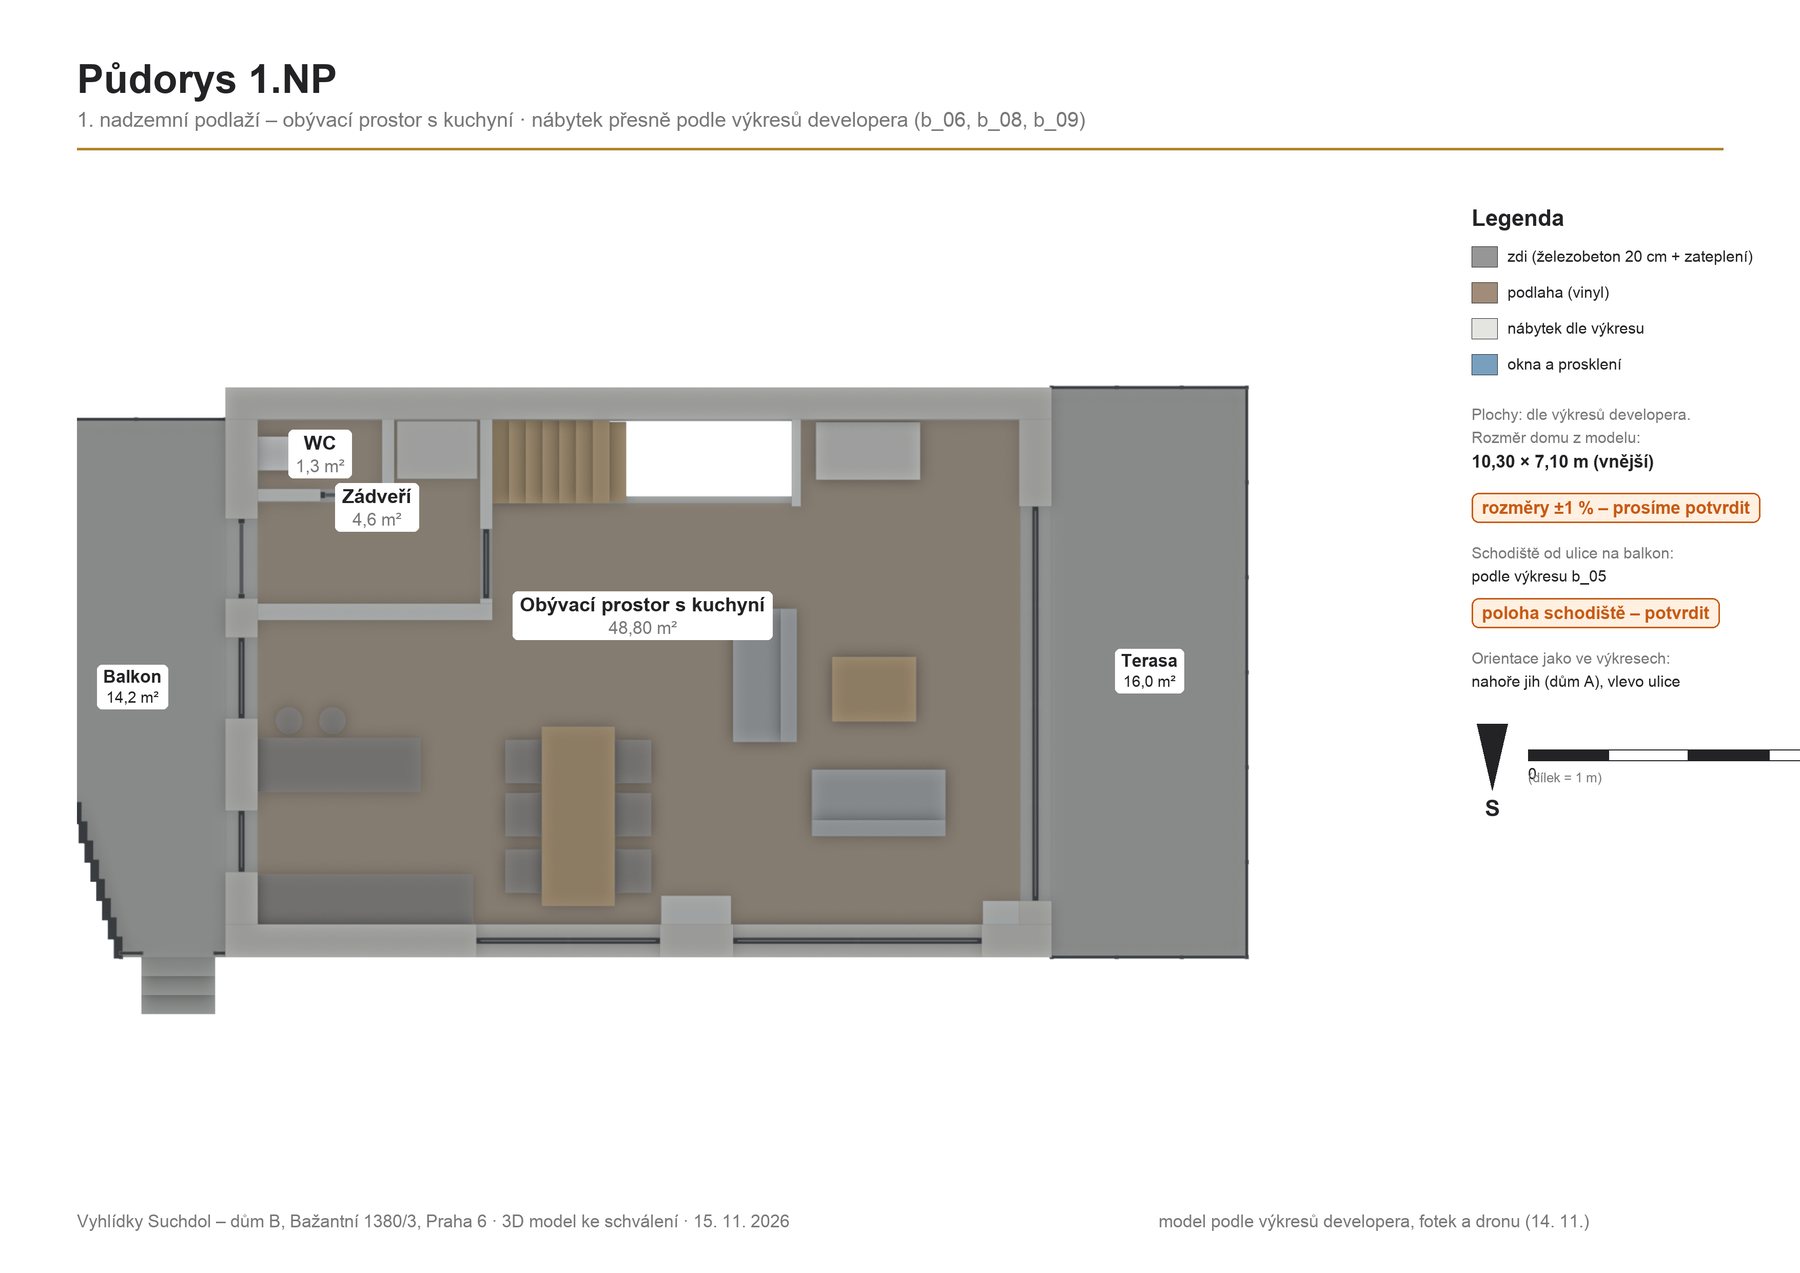 Půdorys 1.NP
1. nadzemní podlaží – obývací prostor s kuchyní · nábytek přesně podle výkresů developera (b_06, b_08, b_09)
Legenda
zdi (železobeton 20 cm + zateplení)
podlaha (vinyl)
nábytek dle výkresu
okna a prosklení
Plochy: dle výkresů developera.
Rozměr domu z modelu:
10,30 × 7,10 m (vnější)
rozměry ±1 % – prosíme potvrdit
Schodiště od ulice na balkon:
podle výkresu b_05
poloha schodiště – potvrdit
Orientace jako ve výkresech:
nahoře jih (dům A), vlevo ulice
0
(dílek = 1 m)
S
WC
1,3 m²
Zádveří
4,6 m²
Obývací prostor s kuchyní
48,80 m²
Balkon
14,2 m²
Terasa
16,0 m²
Vyhlídky Suchdol – dům B, Bažantní 1380/3, Praha 6 · 3D model ke schválení · 15. 11. 2026
model podle výkresů developera, fotek a dronu (14. 11.)